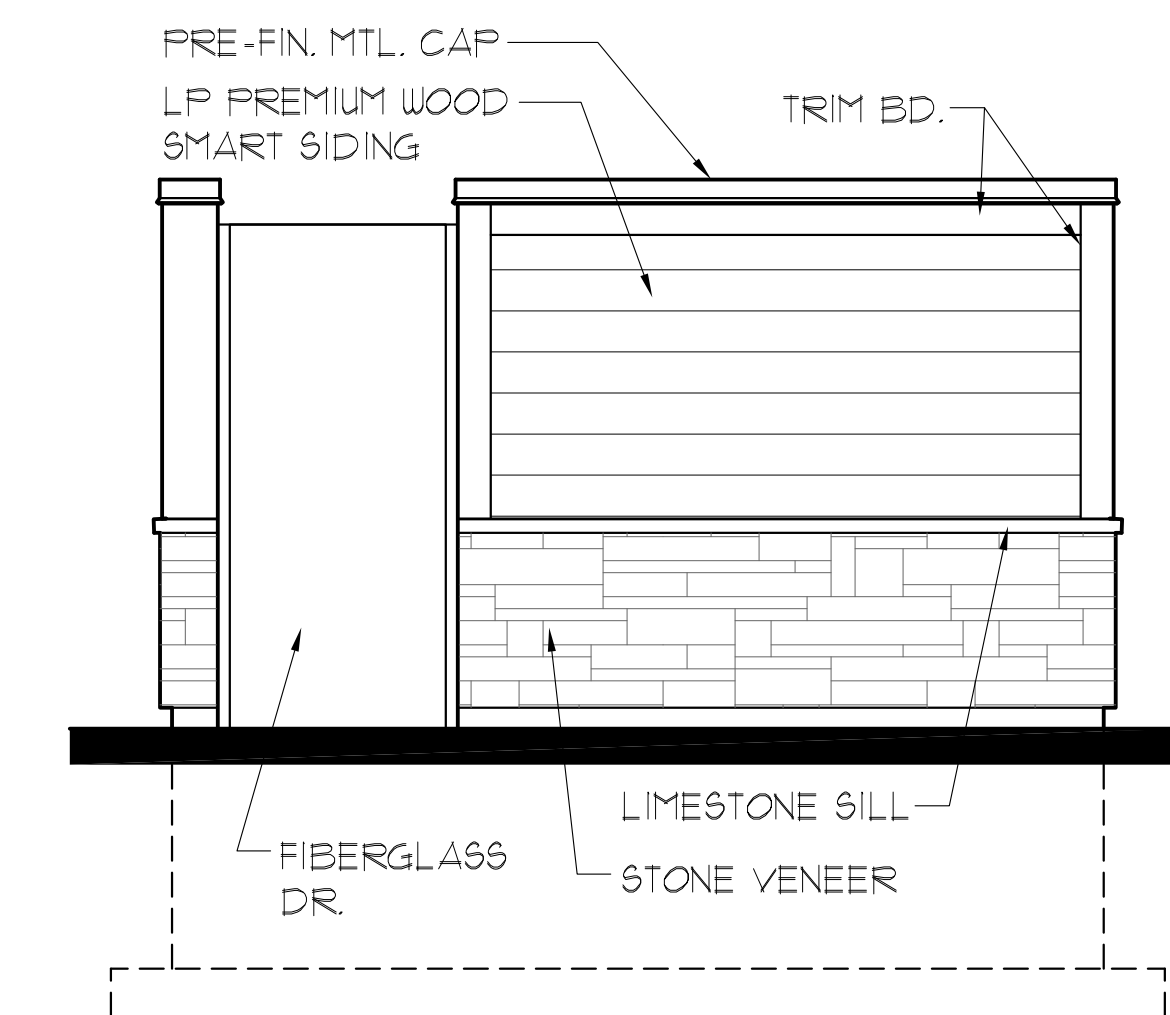 PRE-FIN. MTL. CAP
LP PREMIUM WOOD
SMART SIDING
TRIM BD.
LIMESTONE SILL
FIBERGLASS
DR.
STONE VENEER